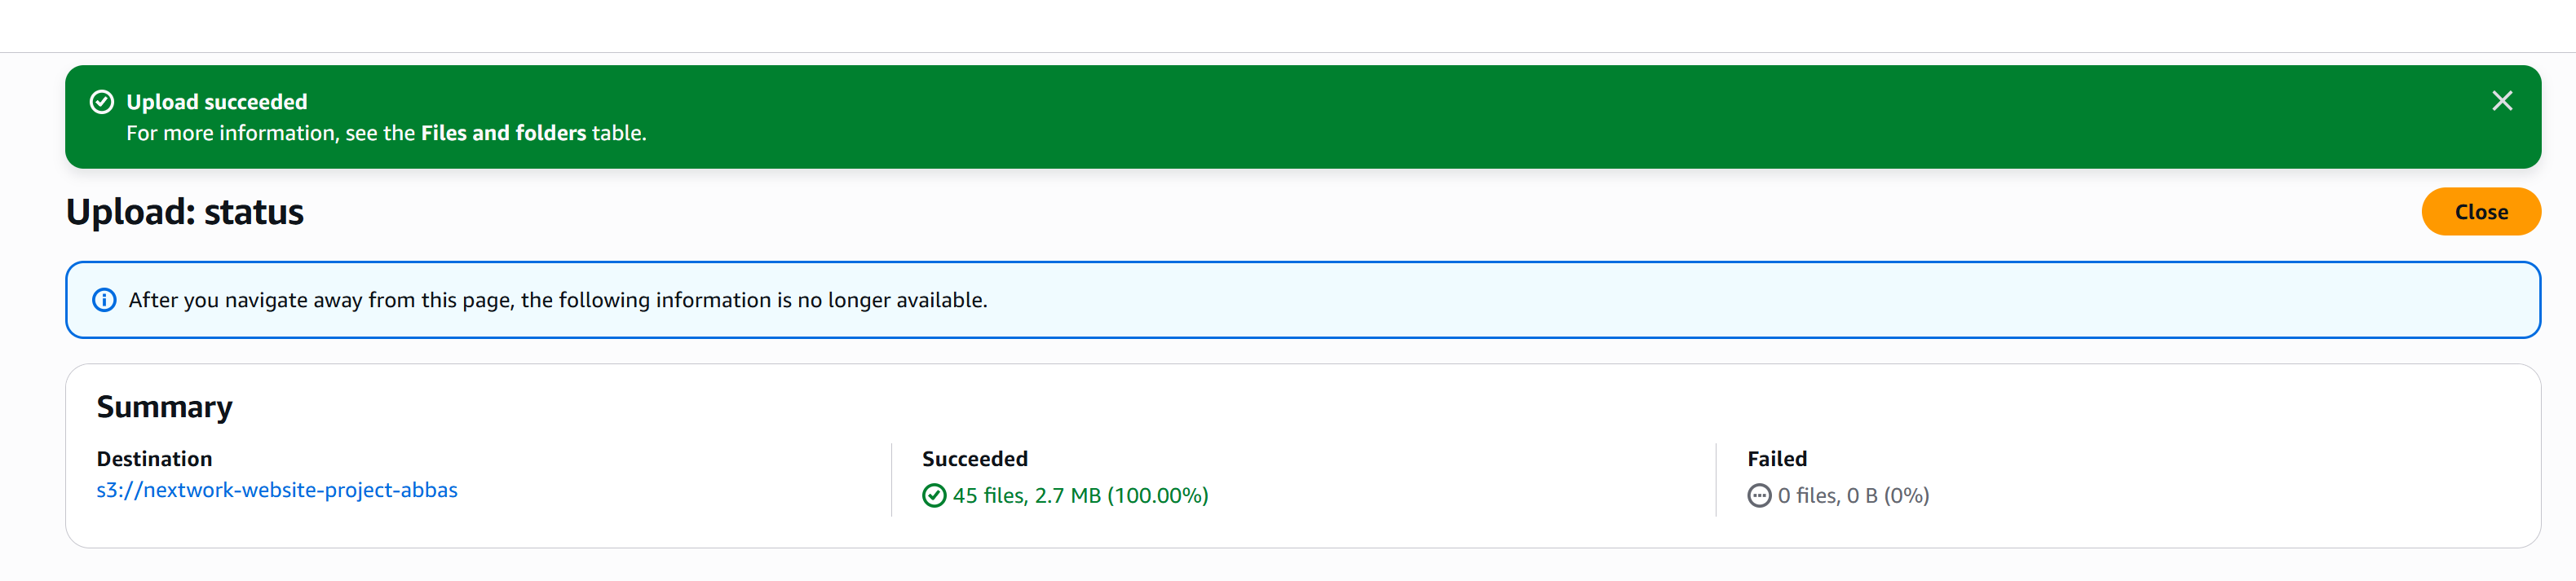 Upload succeeded
For more information, see the Files and folders table.
Upload: status
Close
After you navigate away from this page, the following information is no longer available.
Summary
Destination
s3://nextwork-website-project-abbas
Succeeded
45 files, 2.7 MB (100.00%)
Failed
0 files, 0 B (0%)